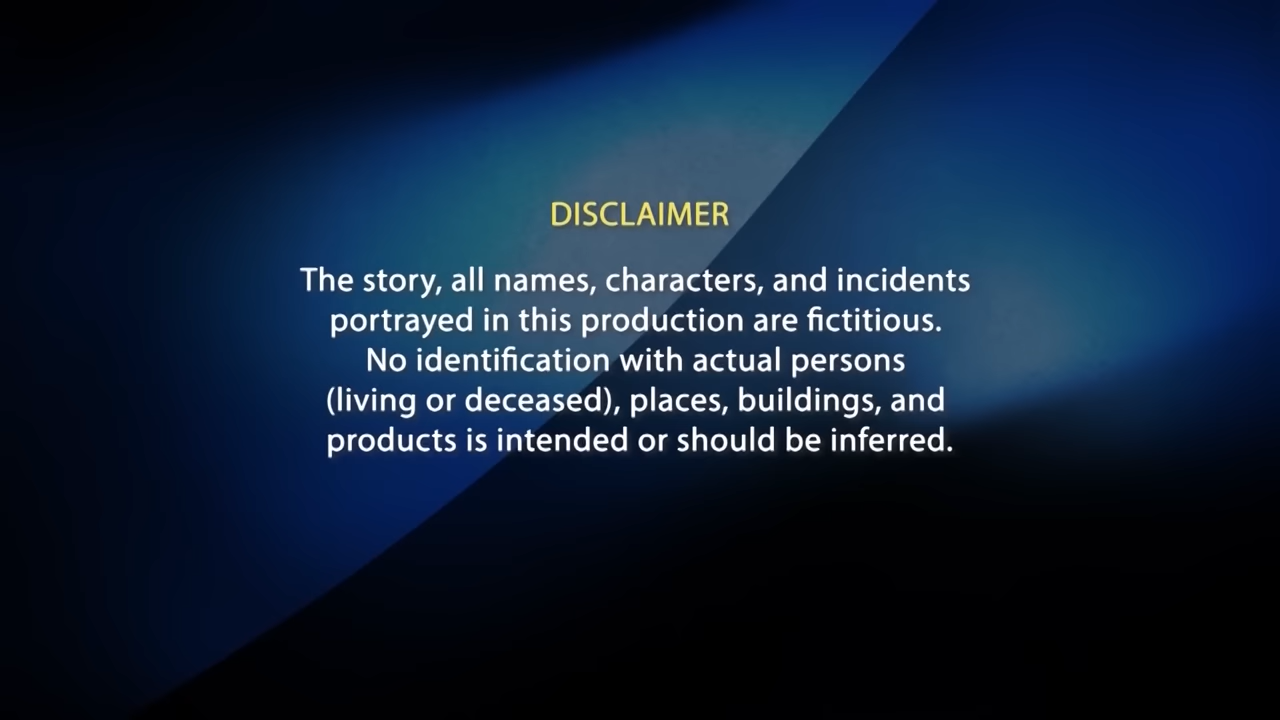 DISCLAIMER
The story, all names, characters, and incidents
portrayed in this production are fictitious.
No identification with actual persons
(living or deceased), places, buildings, and
products is intended or should be inferred.